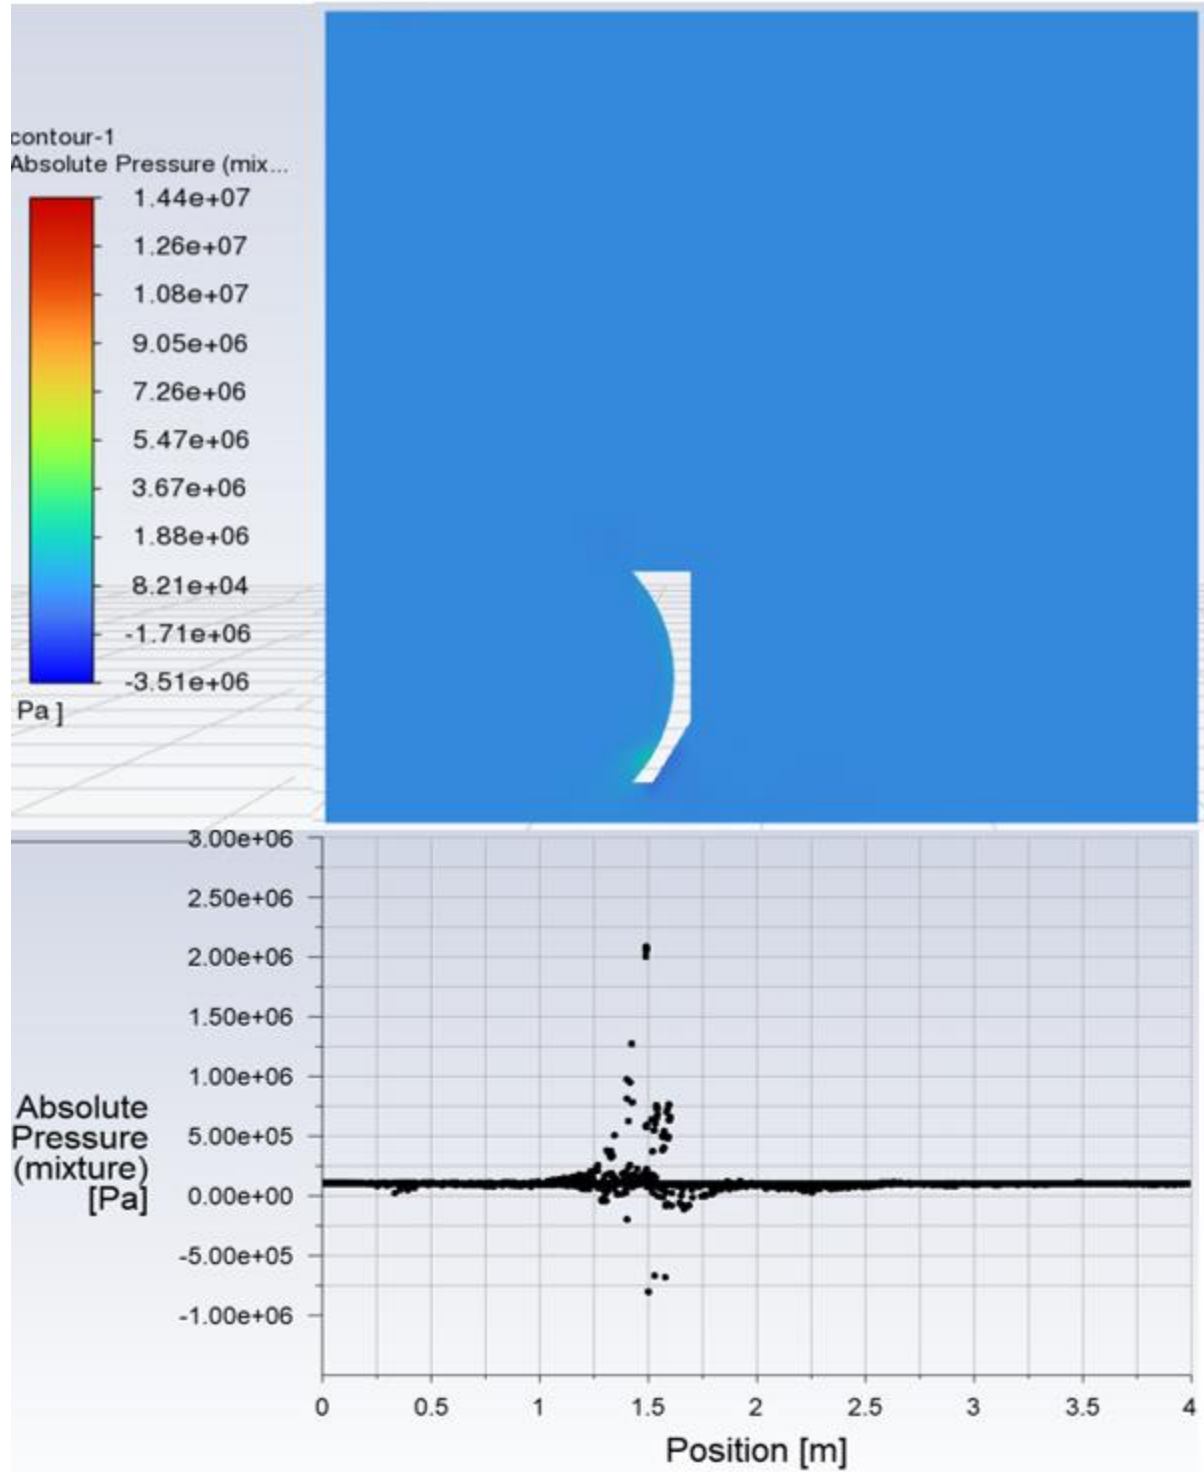 contour-1
Absolute Pressure (mix...
1.44e+07
1.26e+07
1.08e+07
9.05e+06
7.26e+06
5.47e+06
3.67e+06
1.88e+06
8.21e+04
-1.71e+06
-3.51e+06
Pa ]
3.00e+06
2.50e+06
2.00e+06
1.50e+06
1.00e+06
5.00e+05
0.00e+00
-5.00e+05
-1.00e+06
Absolute
Pressure
(mixture)
[Pa]
0 0.5 1 1.5 2 2.5 3 3.5 4
Position [m]